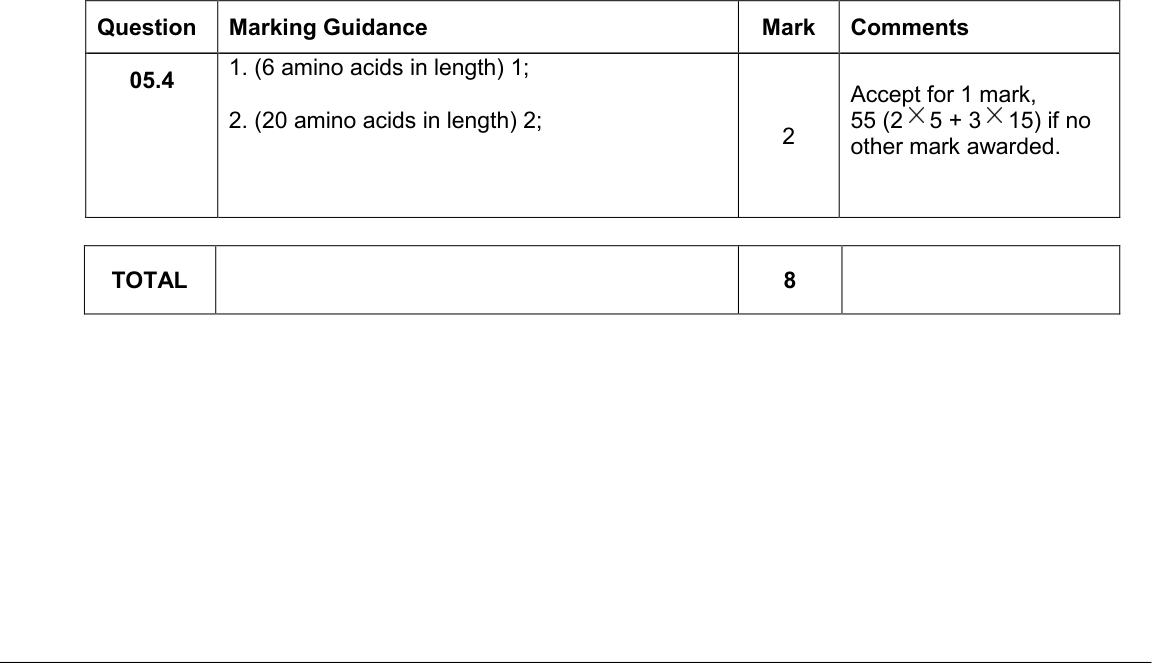 Question Marking Guidance Mark Comments
05.4
1. (6 amino acids in length) 1;
2. (20 amino acids in length) 2;
2
Accept for 1 mark,
55 (2 × 5 + 3 × 15) if no
other mark awarded.
TOTAL 8